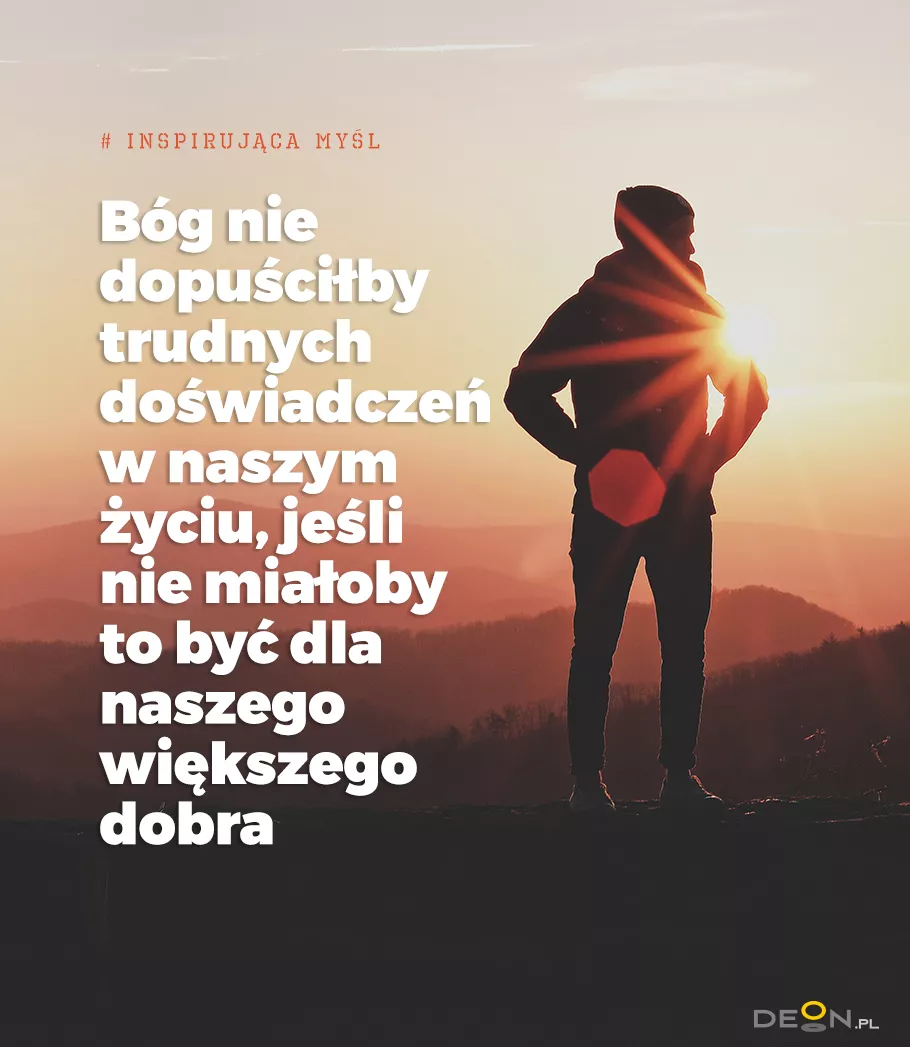 # INSPIRUJĄCA MYŚL
Bóg nie
dopuściłby
trudnych
doświadczeń
w naszym
życiu, jeśli
nie miałoby
to być dla
naszego
większego
dobra
DEON.PL